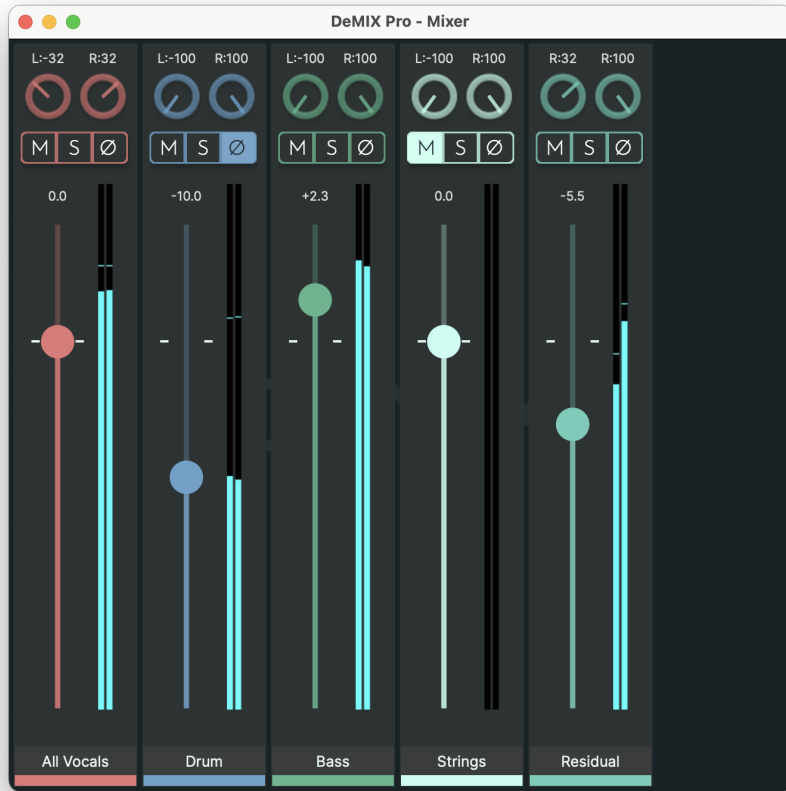 DeMIX Pro - Mixer
L:-32 R:32 L:-100 R:100 L:-100 R:100 L:-100 R:100 R:32 R:100
M S Ø M S Ø M S Ø M S Ø M S Ø
0.0 -10.0 +2.3 0.0 -5.5
All Vocals Drum Bass Strings Residual